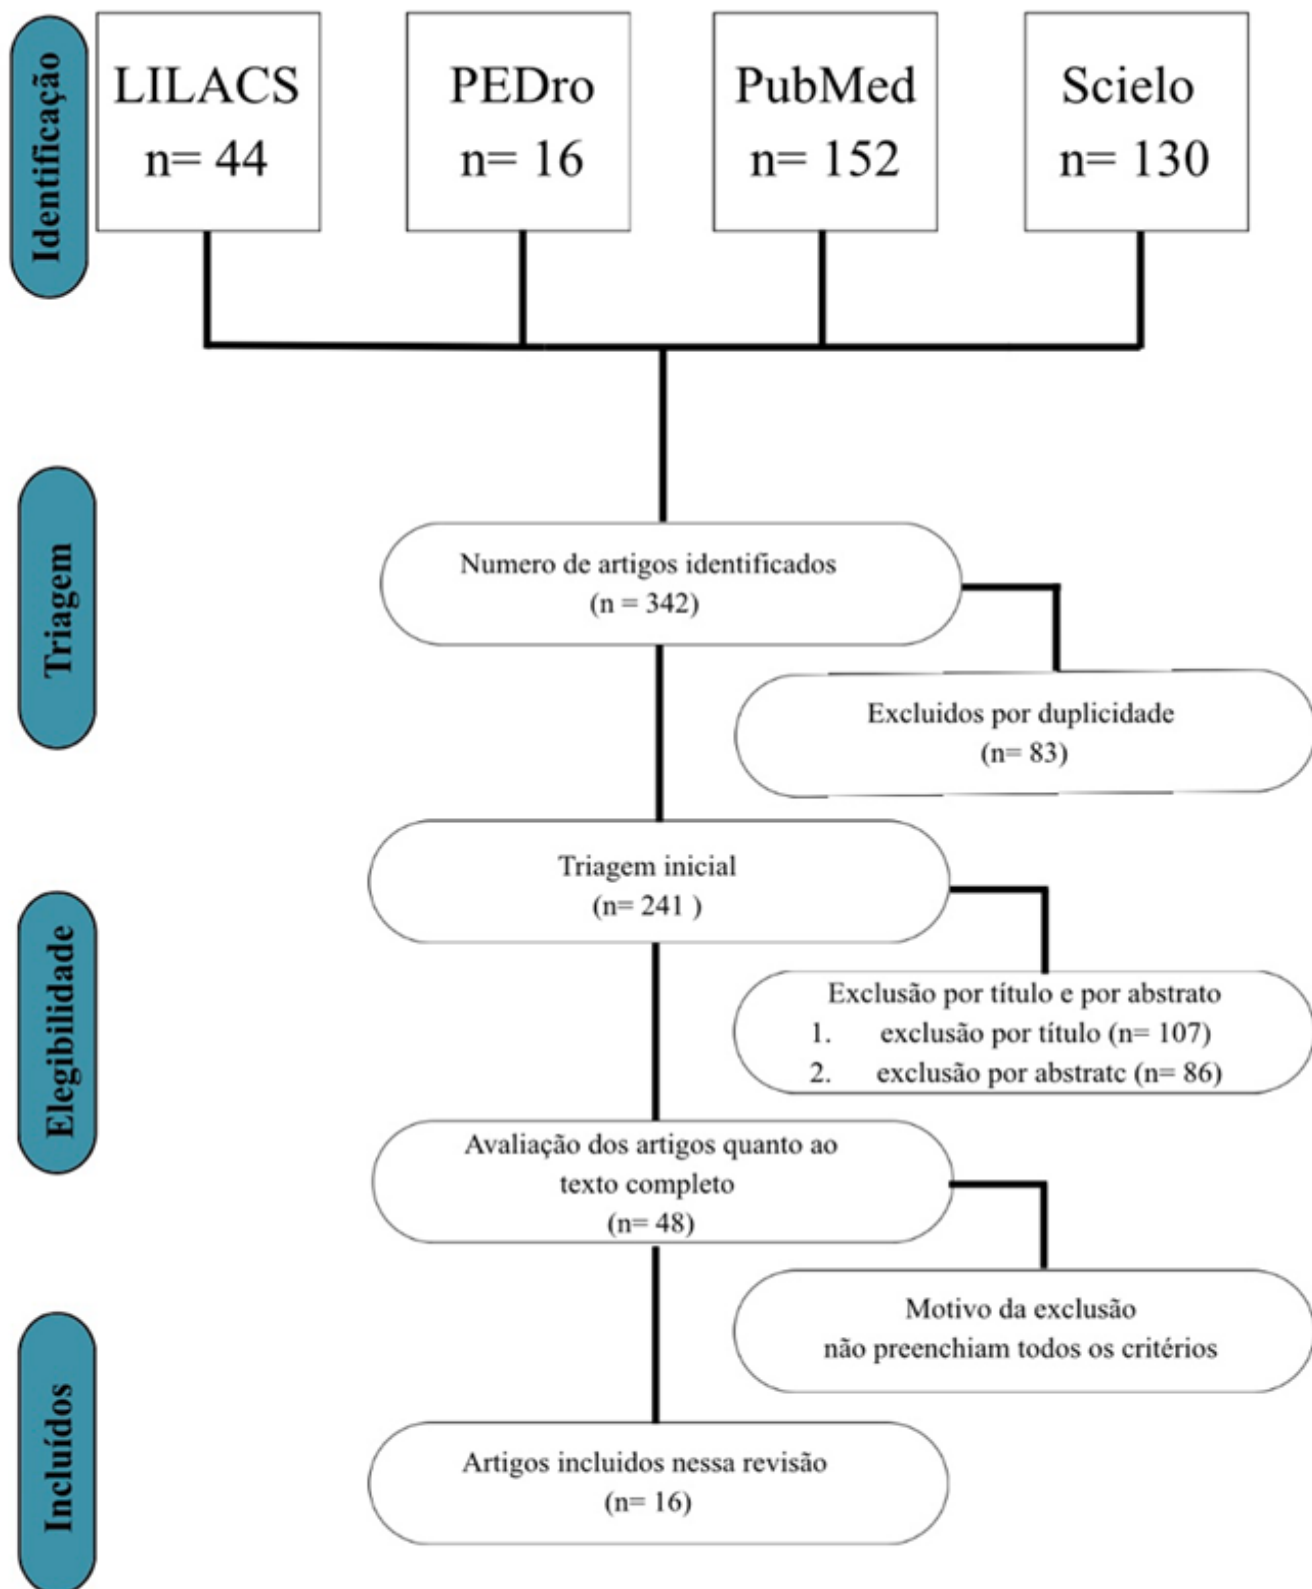 Identificação
LILACS
n= 44
PEDro
n= 16
PubMed
n= 152
Scielo
n= 130
Triagem
Numero de artigos identificados
(n = 342)
Excluidos por duplicidade
(n= 83)
Triagem inicial
(n= 241 )
Elegibilidade
Exclusão por título e por abstrato
1. exclusão por título (n= 107)
2. exclusão por abstratc (n= 86)
Avaliação dos artigos quanto ao
texto completo
(n= 48)
Motivo da exclusão
não preenchiam todos os critérios
Incluídos
Artigos incluidos nessa revisão
(n= 16)